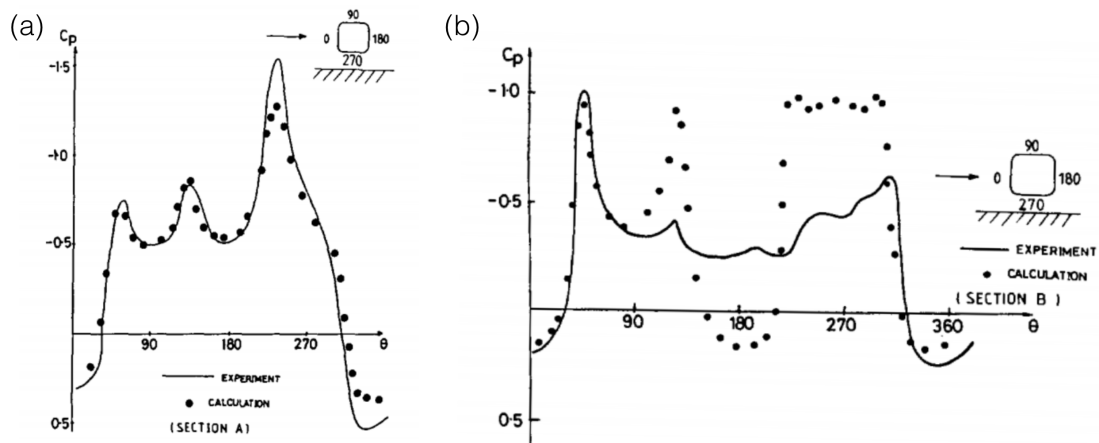 (a)
Cp
-1·5
-1·0
-0·5
0·5
90
180
270
θ
90
0
180
270
EXPERIMENT
CALCULATION
(SECTION A)
(b)
Cp
-1·0
-0·5
0·5
90
180
270
360
θ
90
0
180
270
EXPERIMENT
CALCULATION
(SECTION B)